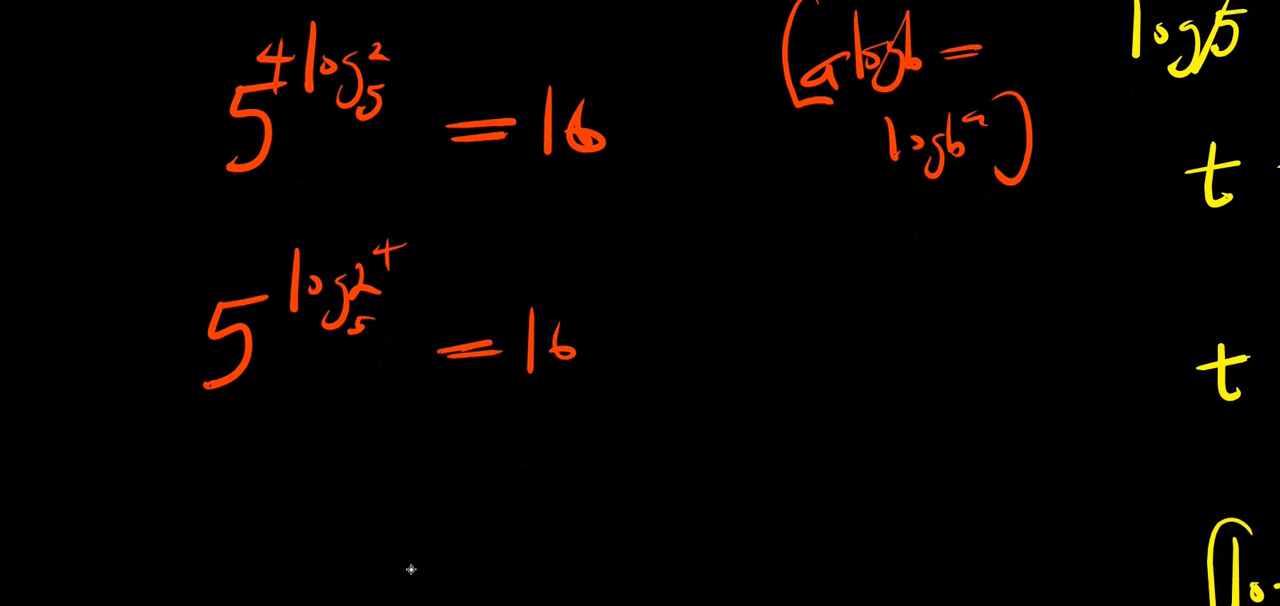 5^{4 log_5 2} = 16
(a log b =
log b^a)
5^{log_5 2^4} = 16
log 5
t
t